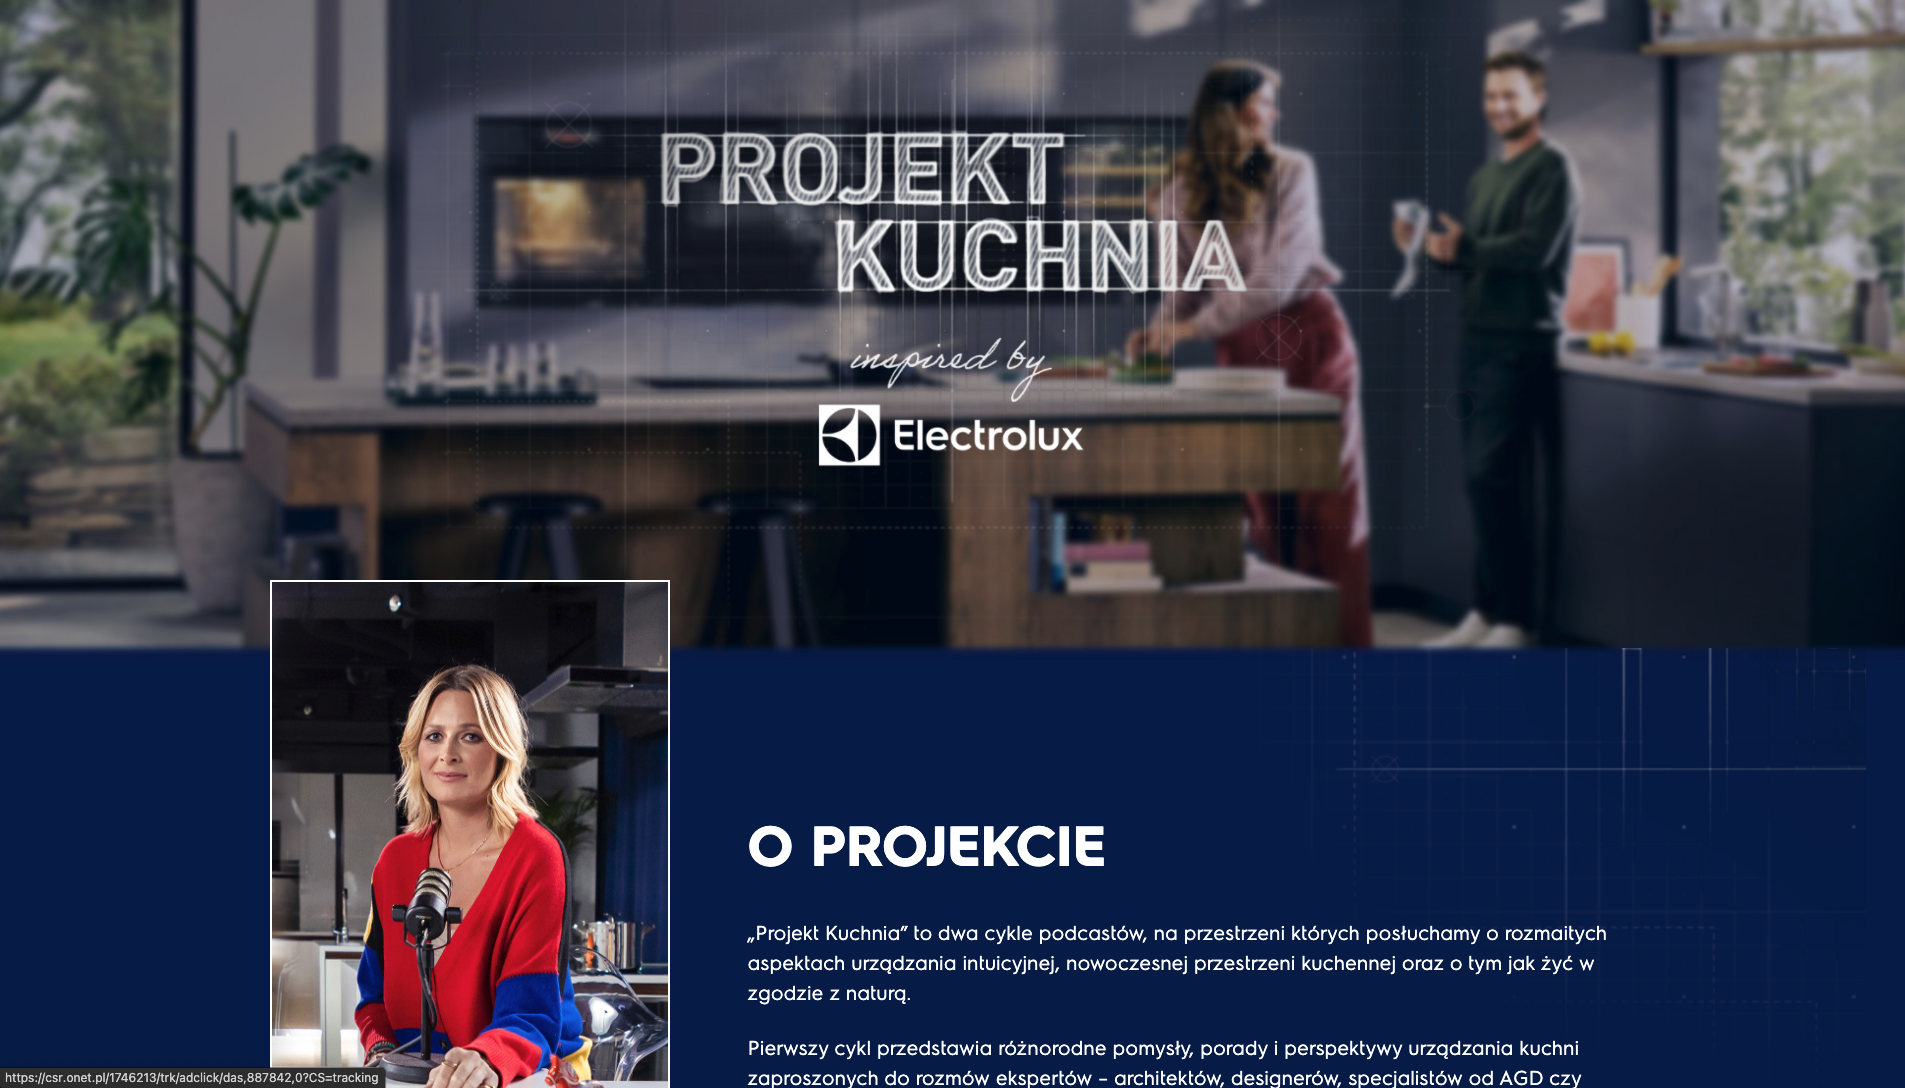 PROJEKT
KUCHNIA
inspired by
Electrolux
O PROJEKCIE
„Projekt Kuchnia” to dwa cykle podcastów, na przestrzeni których posłuchamy o rozmaitych
aspektach urządzania intuicyjnej, nowoczesnej przestrzeni kuchennej oraz o tym jak żyć w
zgodzie z naturą.
Pierwszy cykl przedstawia różnorodne pomysły, porady i perspektywy urządzania kuchni
zaproszonych do rozmów ekspertów – architektów, designerów, specjalistów od AGD czy
https://csr.onet.pl/1746213/trk/adclick/das,887842,0?CS=tracking